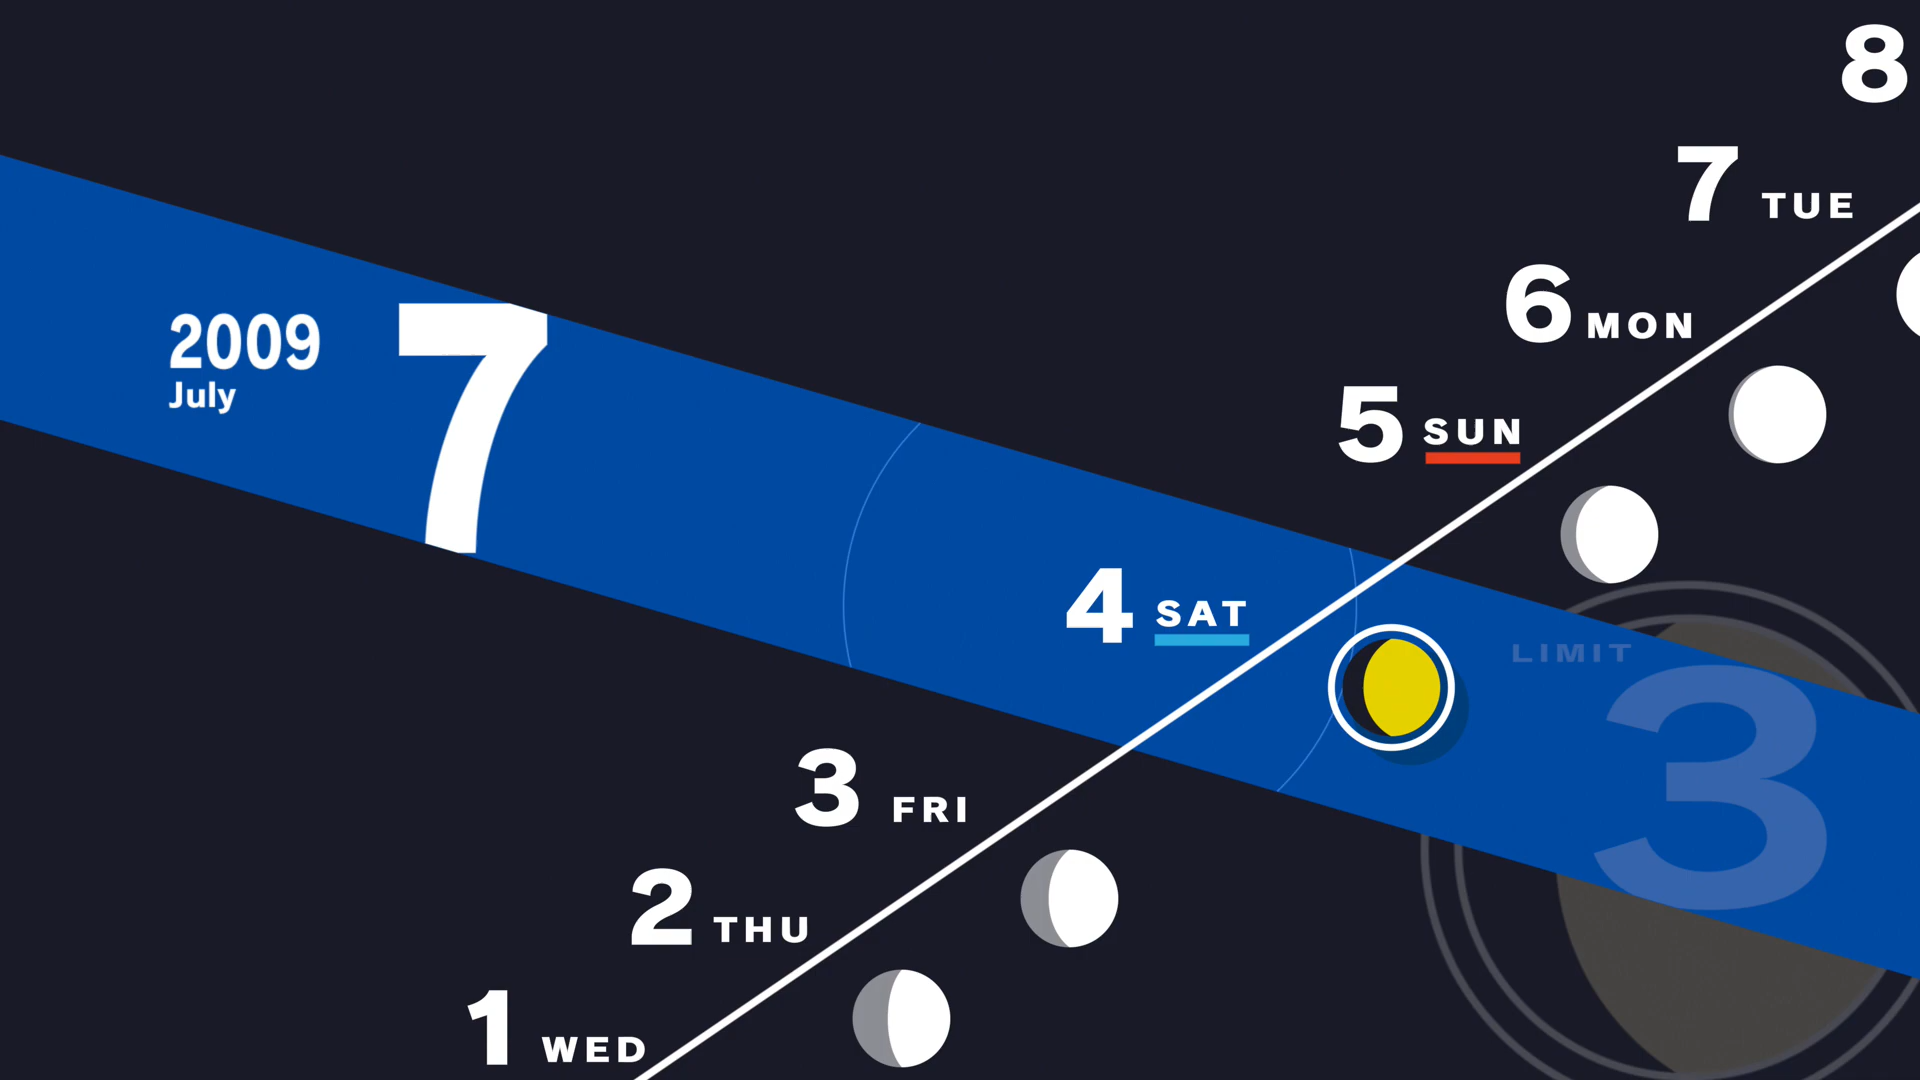 2009
July
7
8
7 TUE
6 MON
5 SUN
4 SAT
3 FRI
2 THU
1 WED
LIMIT
3